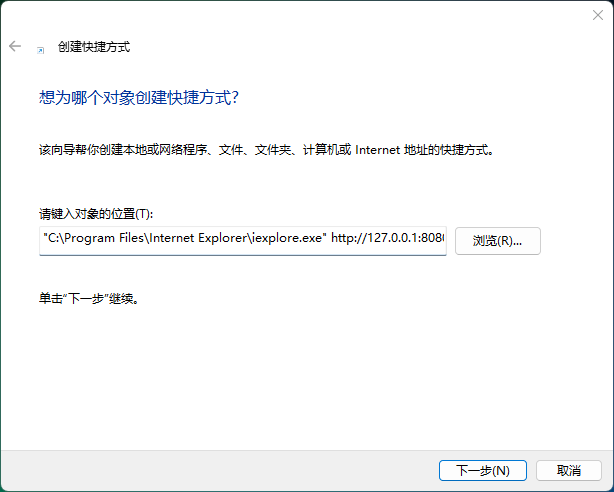 创建快捷方式
想为哪个对象创建快捷方式?
该向导帮你创建本地或网络程序、文件、文件夹、计算机或 Internet 地址的快捷方式。
请键入对象的位置(T):
"C:\Program Files\Internet Explorer\iexplore.exe" http://127.0.0.1:808
浏览(R)...
单击“下一步”继续。
下一步(N)
取消